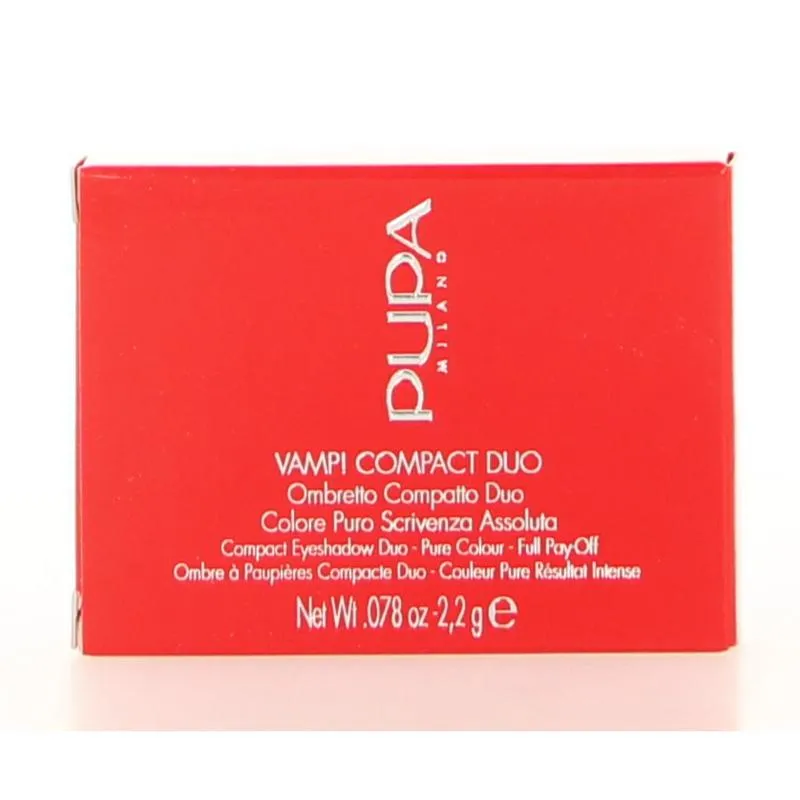 PUPA
MILANO
VAMP! COMPACT DUO
Ombretto Compatto Duo
Colore Puro Scrivenza Assoluta
Compact Eyeshadow Duo - Pure Colour - Full Pay-Off
Ombre à Paupières Compacte Duo - Couleur Pure Résultat Intense
Net Wt .078 oz -2,2 g ℮